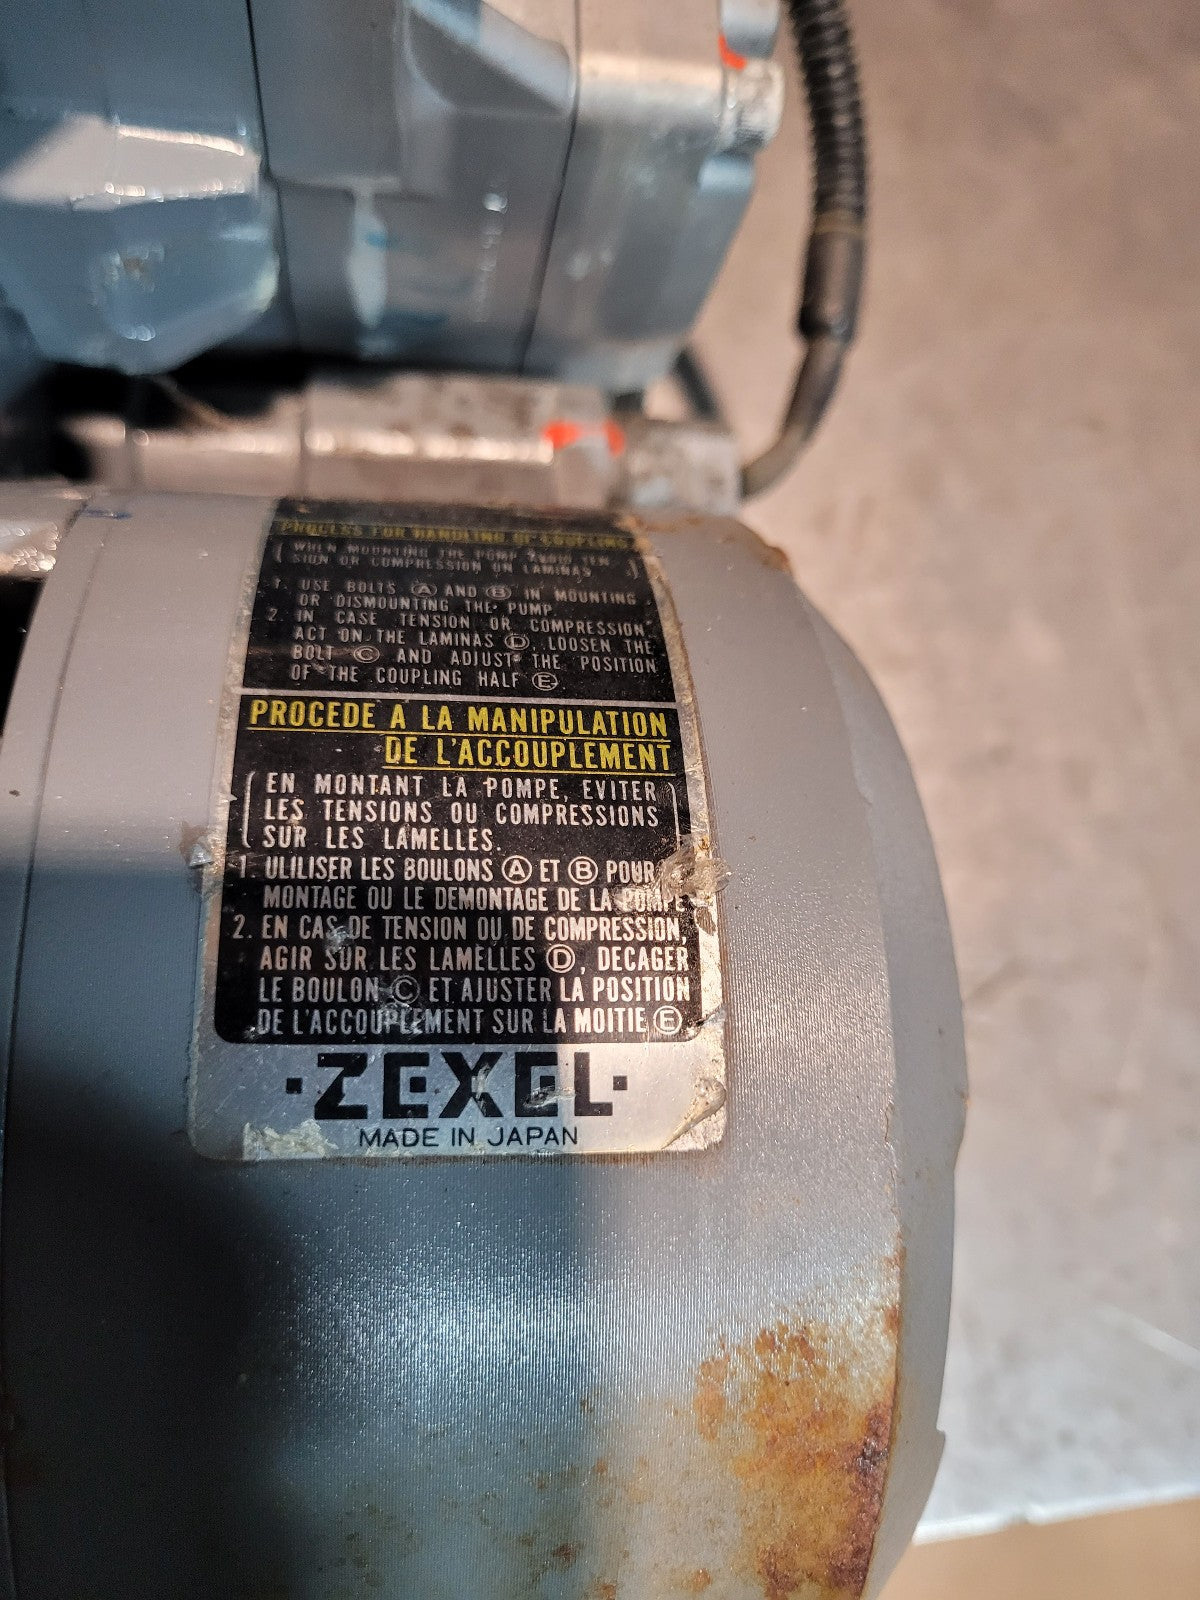 PROCESS FOR HANDLING OF COUPLING
( WHEN MOUNTING THE PUMP, AVOID TEN-
SION OR COMPRESSION ON LAMINAS. )
1. USE BOLTS Ⓐ AND Ⓑ IN MOUNTING
OR DISMOUNTING THE PUMP.
2. IN CASE TENSION OR COMPRESSION
ACT ON THE LAMINAS Ⓓ, LOOSEN THE
BOLT Ⓒ AND ADJUST THE POSITION
OF THE COUPLING HALF Ⓔ.
PROCEDE A LA MANIPULATION
DE L'ACCOUPLEMENT
( EN MONTANT LA POMPE, EVITER
LES TENSIONS OU COMPRESSIONS
SUR LES LAMELLES. )
1. ULILISER LES BOULONS Ⓐ ET Ⓑ POUR
MONTAGE OU LE DEMONTAGE DE LA POMPE
2. EN CAS DE TENSION OU DE COMPRESSION,
AGIR SUR LES LAMELLES Ⓓ, DECAGER
LE BOULON Ⓒ ET AJUSTER LA POSITION
DE L'ACCOUPLEMENT SUR LA MOITIE Ⓔ
·ZEXEL·
MADE IN JAPAN